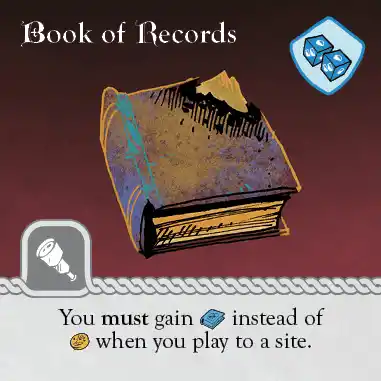 Book of Records
You must gain instead of
when you play to a site.